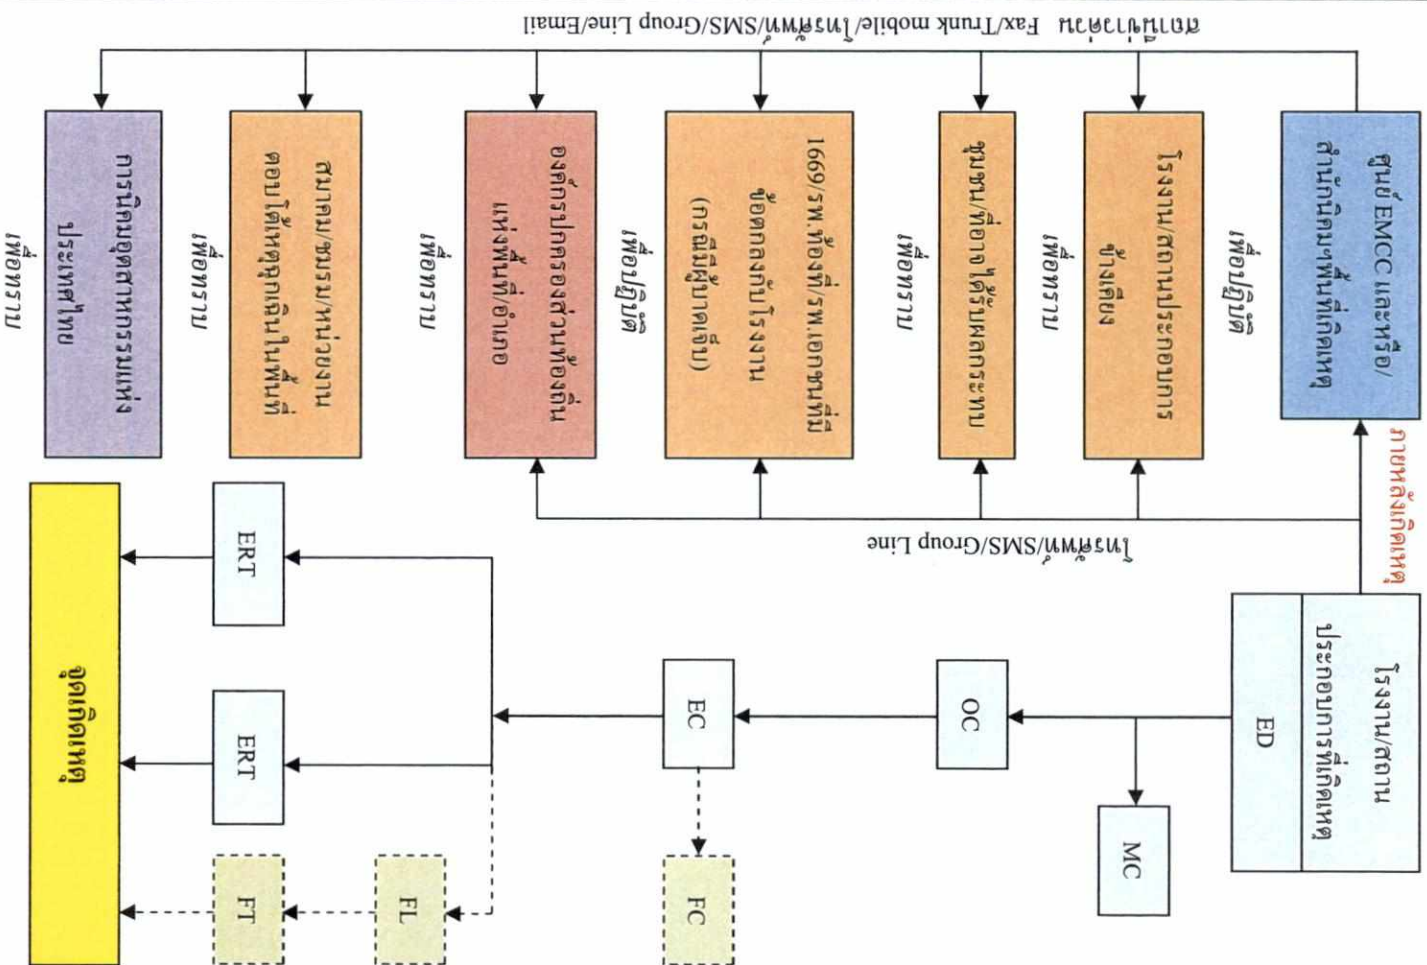 โรงงาน/สถาน
ประกอบการที่เกิดเหตุ
ED
MC
OC
EC
FC
ERT
ERT
FL
FT
จุดเกิดเหตุ
ภายหลังเกิดเหตุ
โทรศัพท์/SMS/Group Line
ศูนย์ EMCC และหรือ/
สำนักนิคมฯพื้นที่เกิดเหตุ
เพื่อปฏิบัติ
โรงงาน/สถานประกอบการ
ข้างเคียง
เพื่อทราบ
ชุมชน/ที่อาจได้รับผลกระทบ
เพื่อทราบ
1669/รพ.ท้องที่/รพ.เอกชนที่มี
ข้อตกลงกับโรงงาน
(กรณีมีผู้บาดเจ็บ)
เพื่อปฏิบัติ
องค์กรปกครองส่วนท้องถิ่น
แห่งพื้นที่/อำเภอ
เพื่อทราบ
สมาคม/ชมรม/หน่วยงาน
ตอบโต้เหตุฉุกเฉินในพื้นที่
เพื่อทราบ
การนิคมอุตสาหกรรมแห่ง
ประเทศไทย
เพื่อทราบ
สถานีข่าวด่วน Fax/Trunk mobile/โทรศัพท์/SMS/Group Line/Email